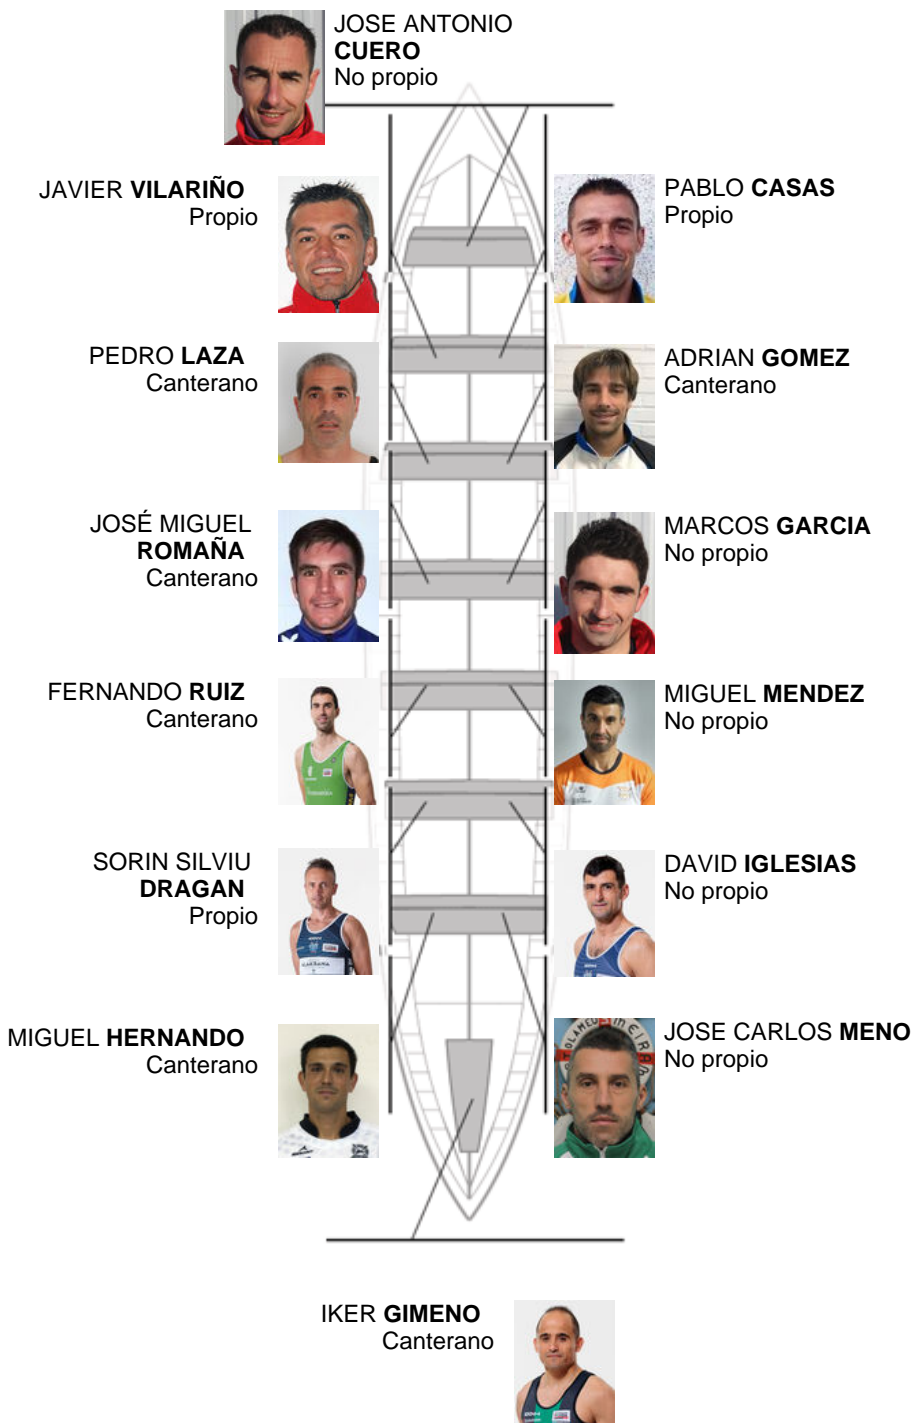 JOSE ANTONIO
CUERO
No propio
JAVIER VILARIÑO
Propio
PABLO CASAS
Propio
PEDRO LAZA
Canterano
ADRIAN GOMEZ
Canterano
JOSÉ MIGUEL
ROMAÑA
Canterano
MARCOS GARCIA
No propio
FERNANDO RUIZ
Canterano
MIGUEL MENDEZ
No propio
SORIN SILVIU
DRAGAN
Propio
DAVID IGLESIAS
No propio
MIGUEL HERNANDO
Canterano
JOSE CARLOS MENO
No propio
IKER GIMENO
Canterano